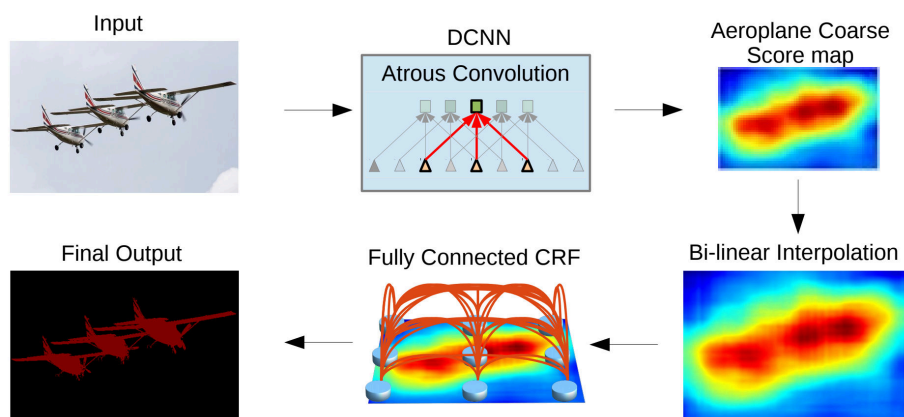 Input
DCNN
Atrous Convolution
Aeroplane Coarse
Score map
Final Output
Fully Connected CRF
Bi-linear Interpolation